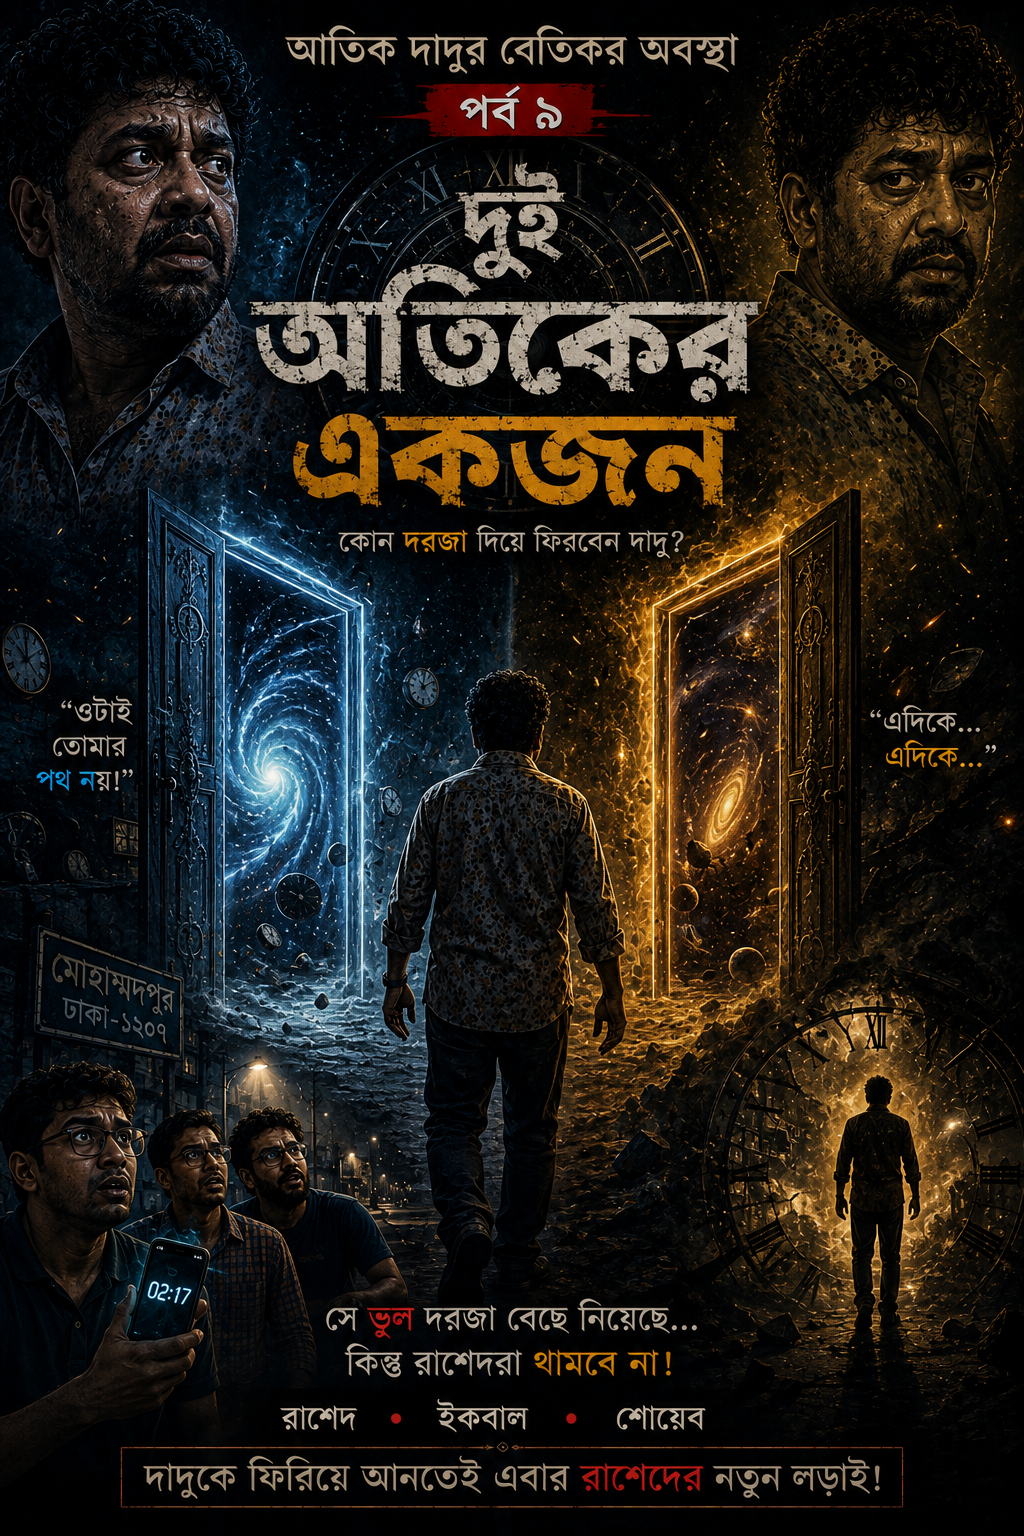 আতিক দাদুর বেতিকর অবস্থা
পর্ব ৯
দুই
অতিকের
একজন
কোন দরজা দিয়ে ফিরবেন দাদু?
“ওটাই
তোমার
পথ নয়!”
“এদিকে...
এদিকে...”
মোহাম্মদপুর
ঢাকা-১২০৭
02:17
সে ভুল দরজা বেছে নিয়েছে...
কিন্তু রাশেদরা থামবে না!
রাশেদ • ইকবাল • শোয়েব
দাদুকে ফিরিয়ে আনতেই এবার রাশেদের নতুন লড়াই!